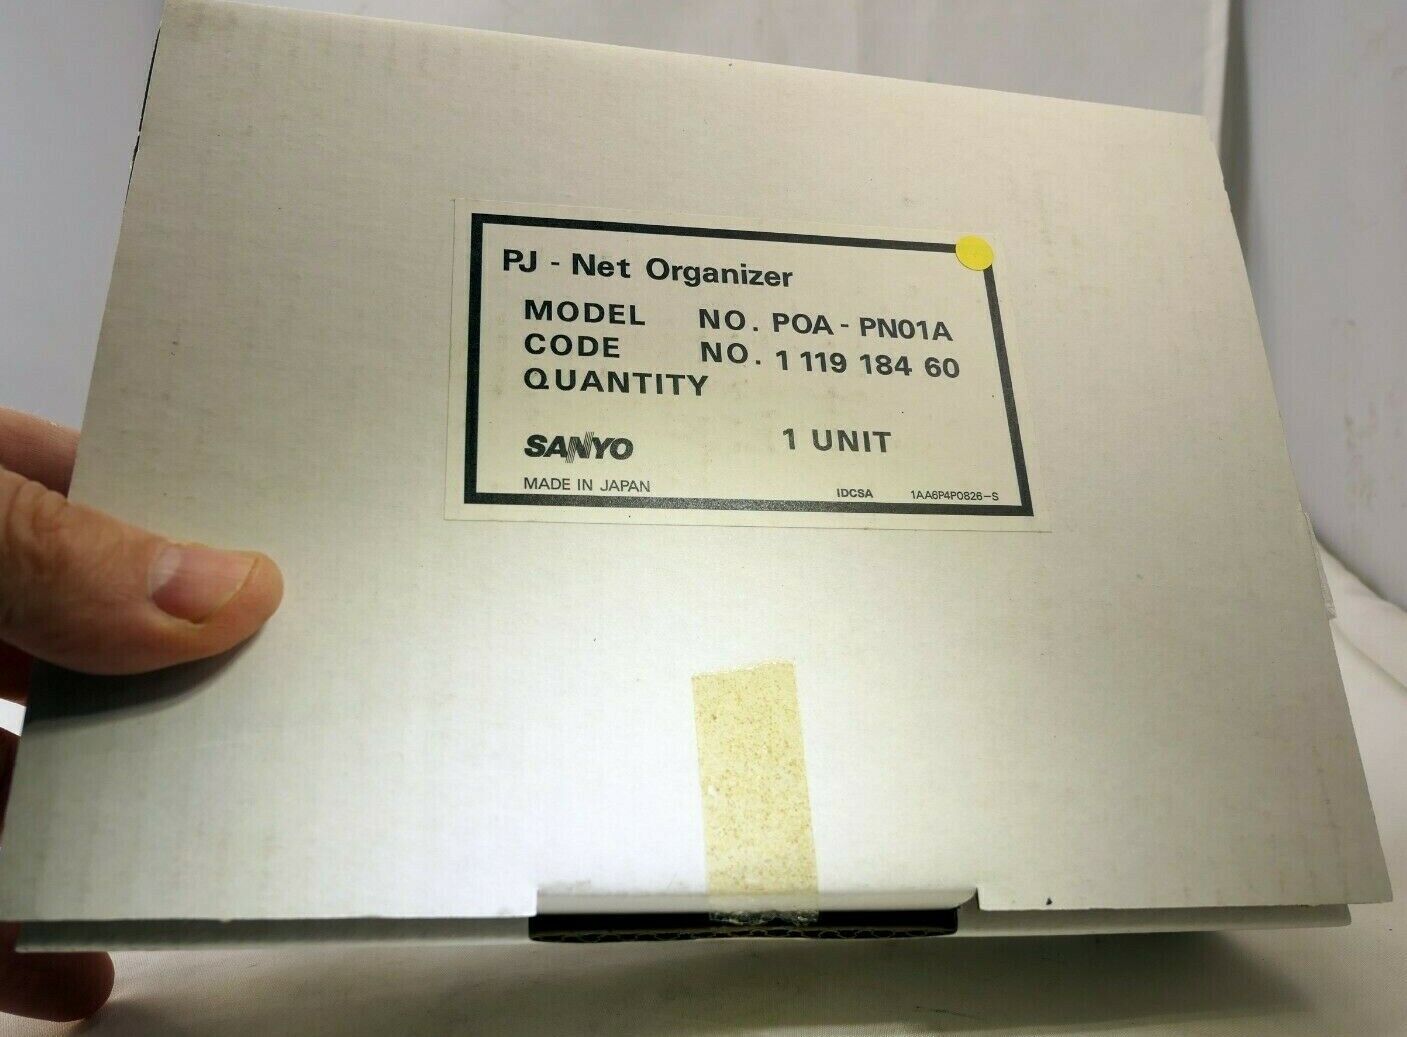 PJ - Net Organizer
MODEL NO. POA - PN01A
CODE NO. 1 119 184 60
QUANTITY
1 UNIT
SANYO
MADE IN JAPAN IDCSA 1AA6P4P0826-S